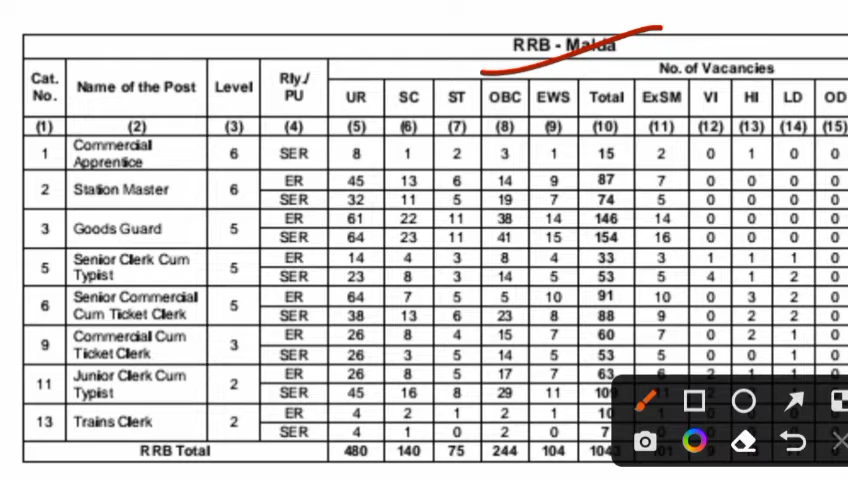 RRB - Malda
Cat. No. Name of the Post Level Rly./ PU No. of Vacancies
UR SC ST OBC EWS Total ExSM VI HI LD OD
(1) (2) (3) (4) (5) (6) (7) (8) (9) (10) (11) (12) (13) (14) (15)
1 Commercial Apprentice 6 SER 8 1 2 3 1 15 2 0 1 0 0
2 Station Master 6 ER 45 13 6 14 9 87 7 0 0 0 0
SER 32 11 5 19 7 74 5 0 0 0 0
3 Goods Guard 5 ER 61 22 11 38 14 146 14 0 0 0 0
SER 64 23 11 41 15 154 16 0 0 0 0
5 Senior Clerk Cum Typist 5 ER 14 4 3 8 4 33 3 1 1 1 0
SER 23 8 3 14 5 53 5 4 1 2 0
6 Senior Commercial Cum Ticket Clerk 5 ER 64 7 5 5 10 91 10 0 3 2 0
SER 38 13 6 23 8 88 9 0 2 2 0
9 Commercial Cum Ticket Clerk 3 ER 26 8 4 15 7 60 7 0 2 1 0
SER 26 3 5 14 5 53 5 0 0 1 0
11 Junior Clerk Cum Typist 2 ER 26 8 5 17 7 63
SER 45 16 8 29 11
13 Trains Clerk 2 ER 4 2 1 2 1
SER 4 1 0 2 0 7
RRB Total 480 140 75 244 104